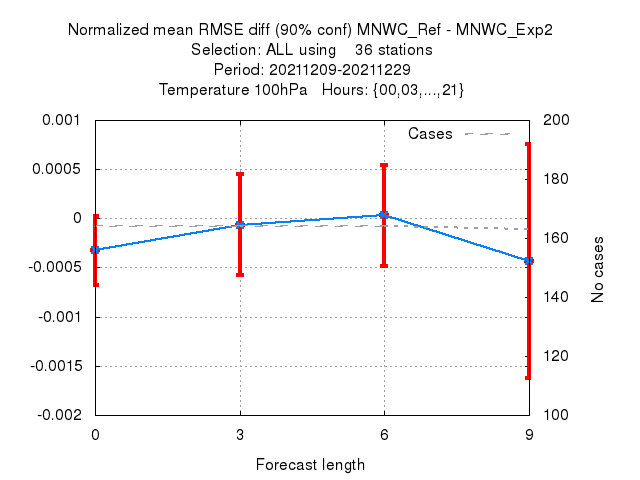 Normalized mean RMSE diff (90% conf) MNWC_Ref - MNWC_Exp2
Selection: ALL using    36 stations
Period: 20211209-20211229
Temperature 100hPa   Hours: {00,03,...,21}
Cases
0.001
0.0005
0
-0.0005
-0.001
-0.0015
-0.002
200
180
160
140
120
100
No cases
0
3
6
9
Forecast length